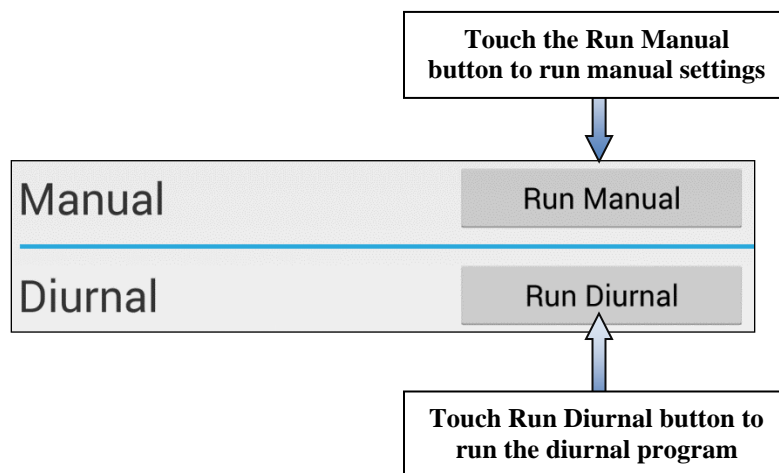 Touch the Run Manual
button to run manual settings
Manual
Run Manual
Diurnal
Run Diurnal
Touch Run Diurnal button to
run the diurnal program